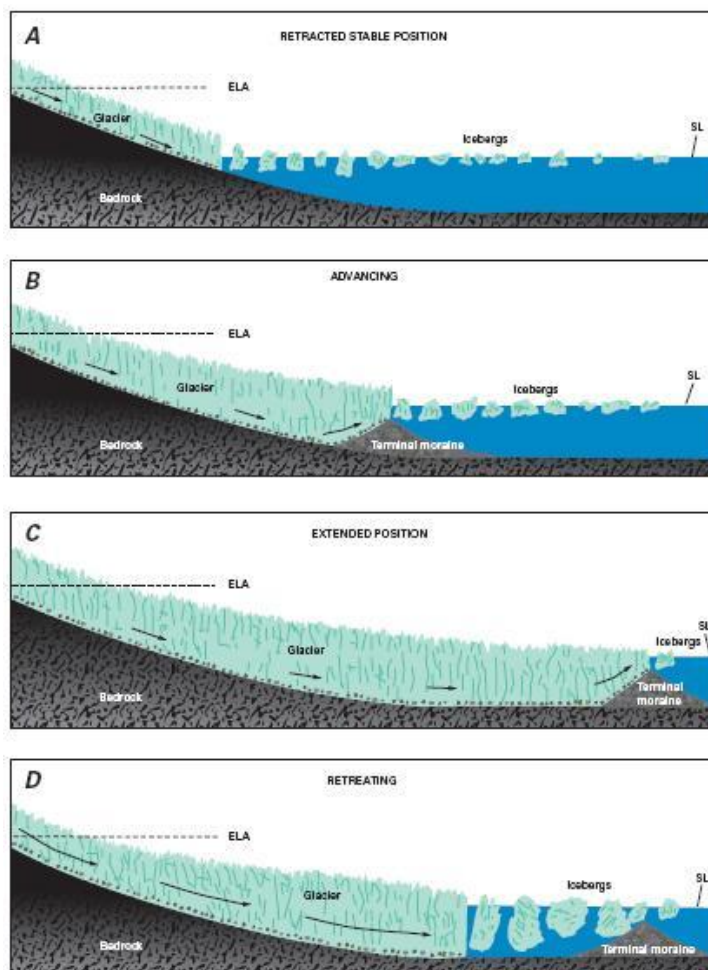 A
RETRACTED STABLE POSITION
ELA
Glacier
Icebergs
SL
Bedrock
B
ADVANCING
ELA
Glacier
Icebergs
SL
Bedrock
Terminal moraine
C
EXTENDED POSITION
ELA
Glacier
SL
Icebergs
Bedrock
Terminal
moraine
D
RETREATING
ELA
Glacier
Icebergs
SL
Bedrock
Terminal moraine